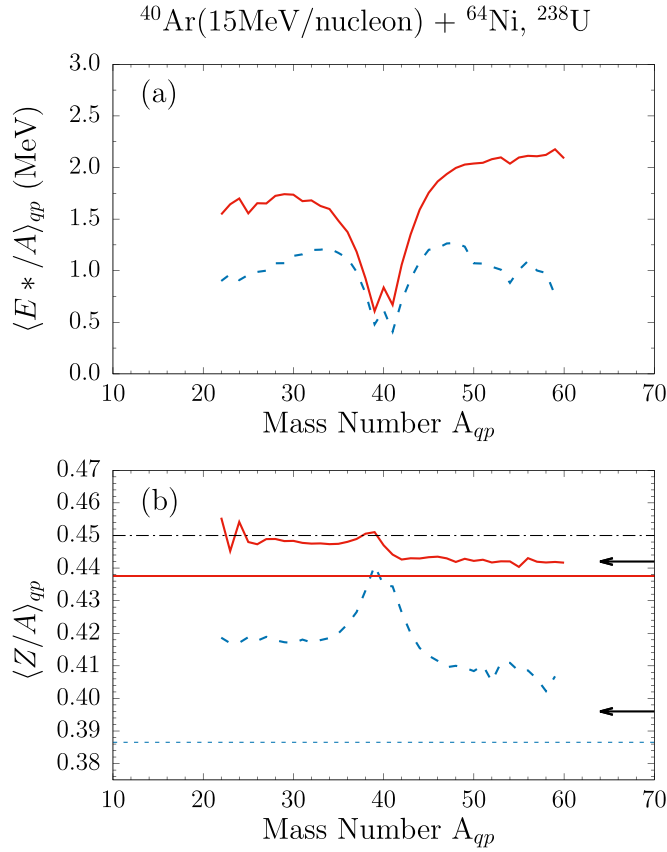 ⁴⁰Ar(15MeV/nucleon) + ⁶⁴Ni, ²³⁸U
(a)
⟨E*/A⟩qp (MeV)
3.0
2.5
2.0
1.5
1.0
0.5
0.0
10 20 30 40 50 60 70
Mass Number Aqp
(b)
⟨Z/A⟩qp
0.47
0.46
0.45
0.44
0.43
0.42
0.41
0.40
0.39
0.38
10 20 30 40 50 60 70
Mass Number Aqp